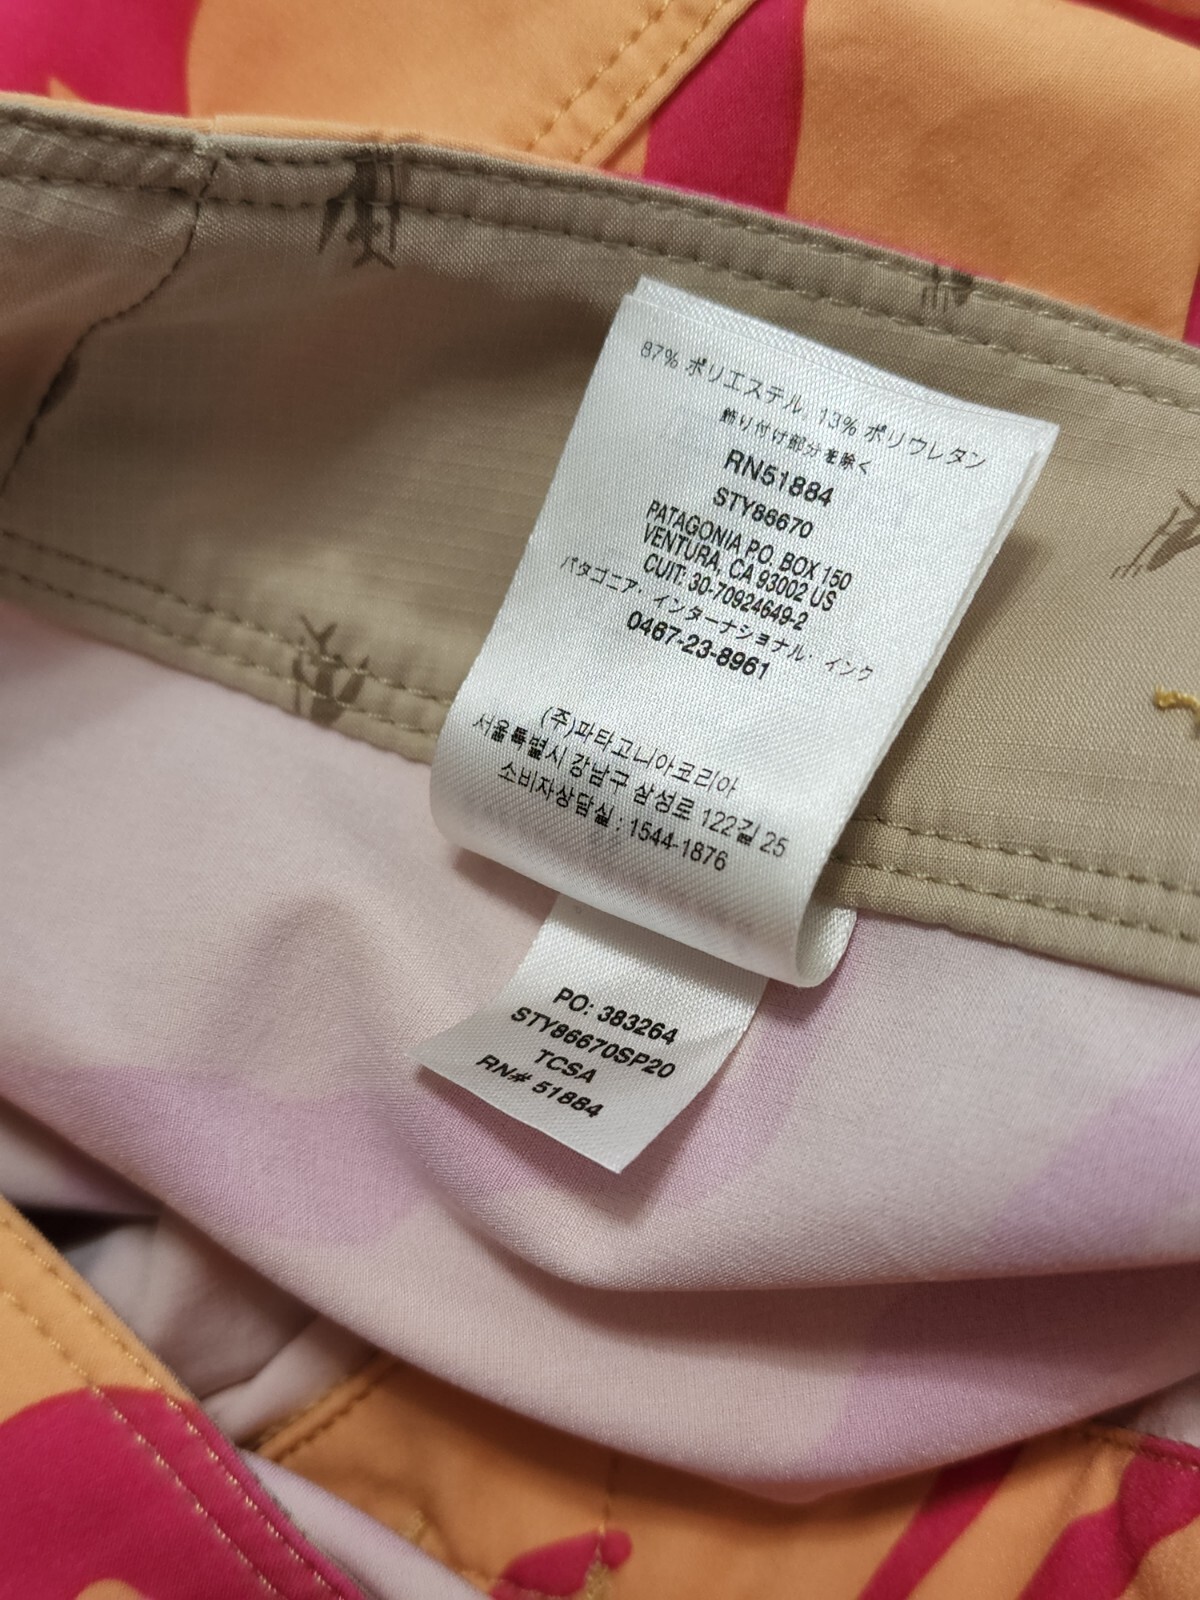 87% ポリエステル, 13% ポリウレタン
飾り付け部分を除く
RN51884
STY86670
PATAGONIA P.O. BOX 150
VENTURA, CA 93002 US
CUIT: 30-70924649-2
パタゴニア・インターナショナル・インク
0467-23-8961
(주)파타고니아코리아
서울특별시 강남구 삼성로 122길 25
소비자상담실 : 1544-1876
PO: 383264
STY86670SP20
TCSA
RN# 51884